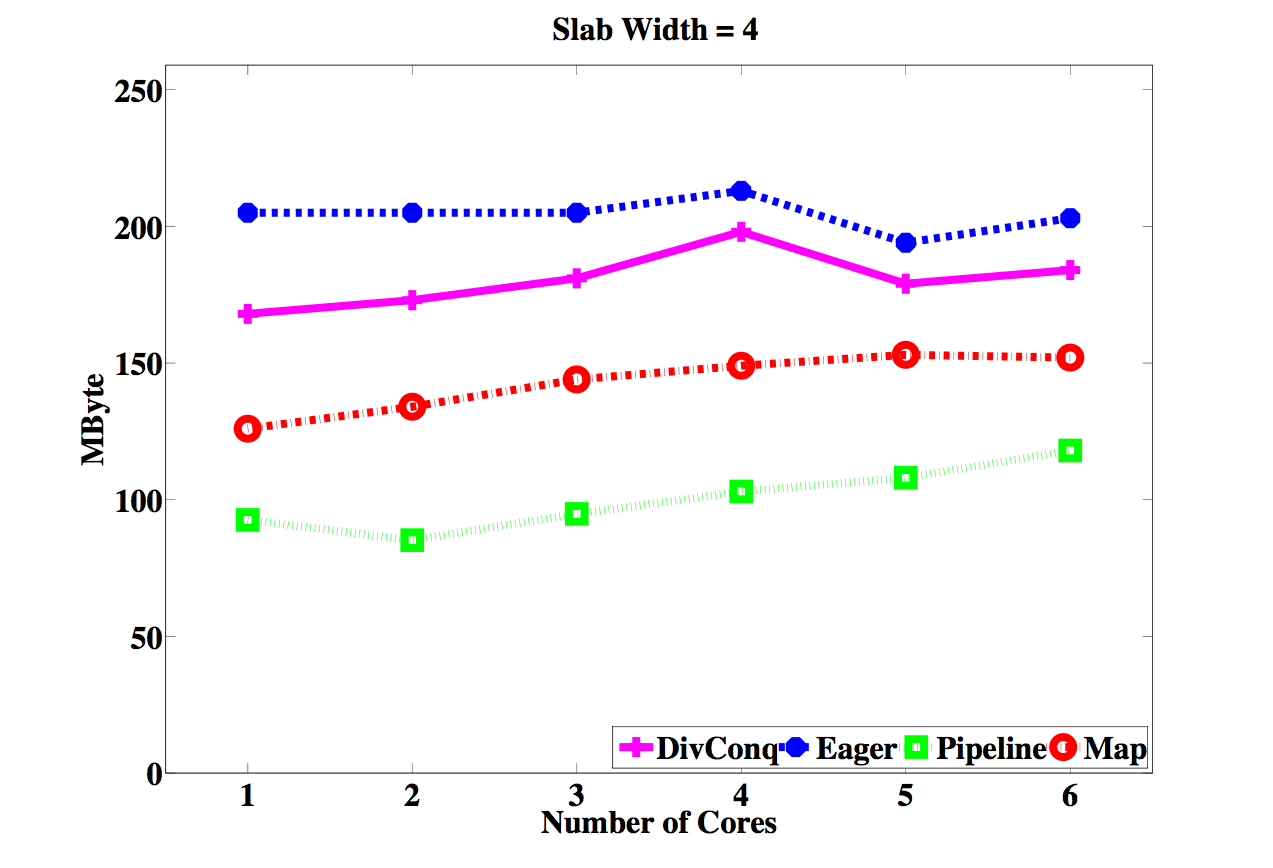 Slab Width = 4
250
200
150
100
50
0
MByte
DivConq Eager Pipeline Map
1 2 3 4 5 6
Number of Cores